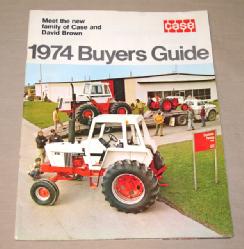 Meet the new
family of Case and
David Brown
CASE
1974 Buyers Guide